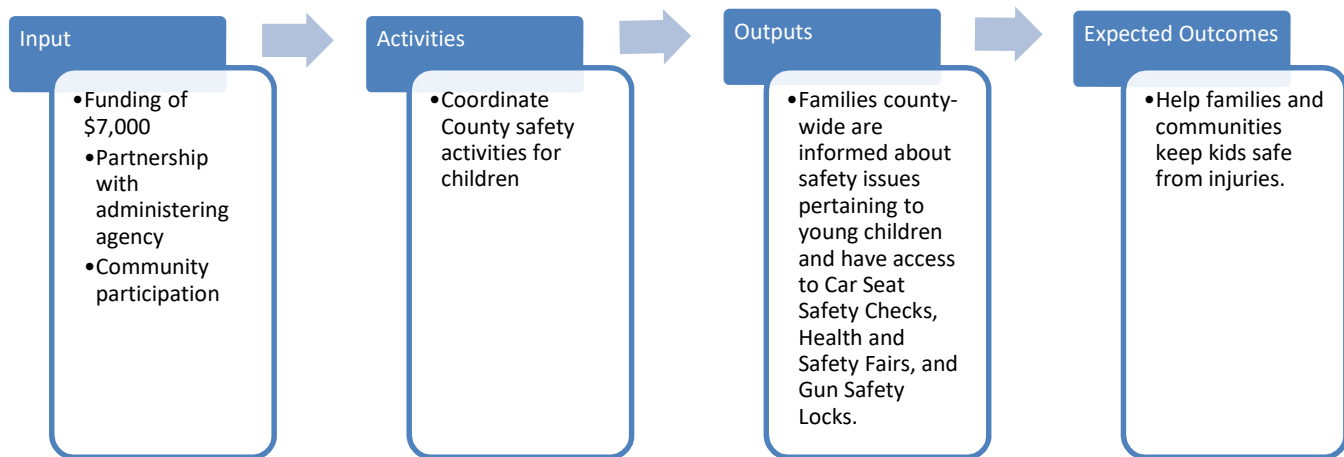 Input
•Funding of
$7,000
•Partnership
with
administering
agency
•Community
participation
Activities
•Coordinate
County safety
activities for
children
Outputs
•Families county-
wide are
informed about
safety issues
pertaining to
young children
and have access
to Car Seat
Safety Checks,
Health and
Safety Fairs, and
Gun Safety
Locks.
Expected Outcomes
•Help families and
communities
keep kids safe
from injuries.